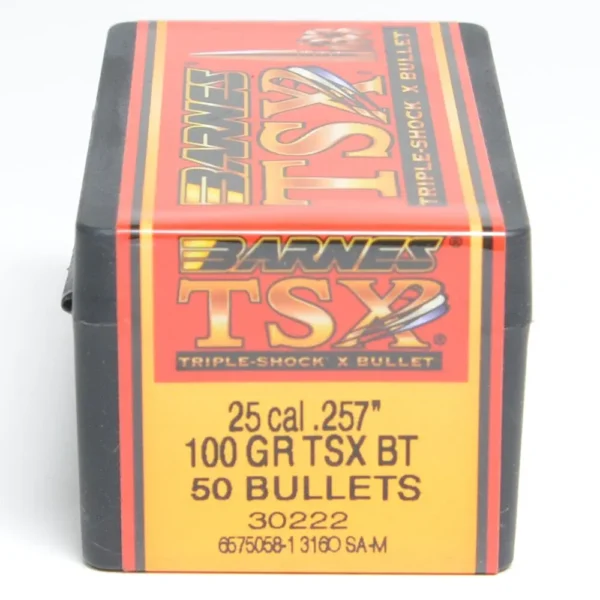 BARNES
TSX
TRIPLE-SHOCK X BULLET
BARNES®
TSX®
TRIPLE-SHOCK X BULLET
25 cal .257"
100 GR TSX BT
50 BULLETS
30222
6575058-1 3160 SA-M